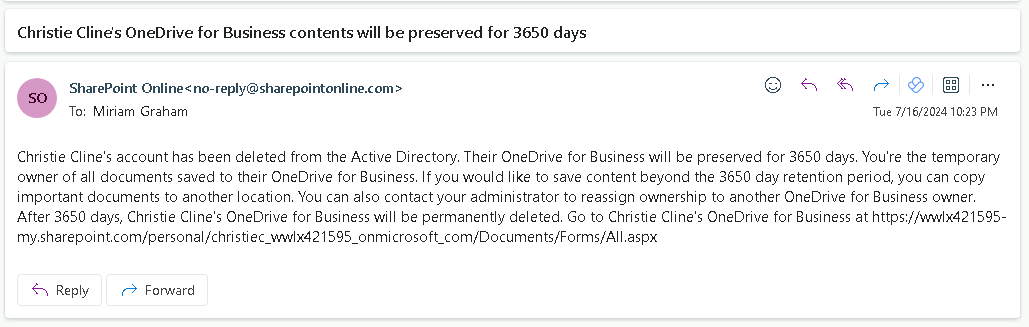 Christie Cline's OneDrive for Business contents will be preserved for 3650 days
SO
SharePoint Online<no-reply@sharepointonline.com>
To: Miriam Graham
Tue 7/16/2024 10:23 PM
Christie Cline's account has been deleted from the Active Directory. Their OneDrive for Business will be preserved for 3650 days. You're the temporary
owner of all documents saved to their OneDrive for Business. If you would like to save content beyond the 3650 day retention period, you can copy
important documents to another location. You can also contact your administrator to reassign ownership to another OneDrive for Business owner.
After 3650 days, Christie Cline's OneDrive for Business will be permanently deleted. Go to Christie Cline's OneDrive for Business at https://wwlx421595-
my.sharepoint.com/personal/christiec_wwlx421595_onmicrosoft_com/Documents/Forms/All.aspx
Reply
Forward